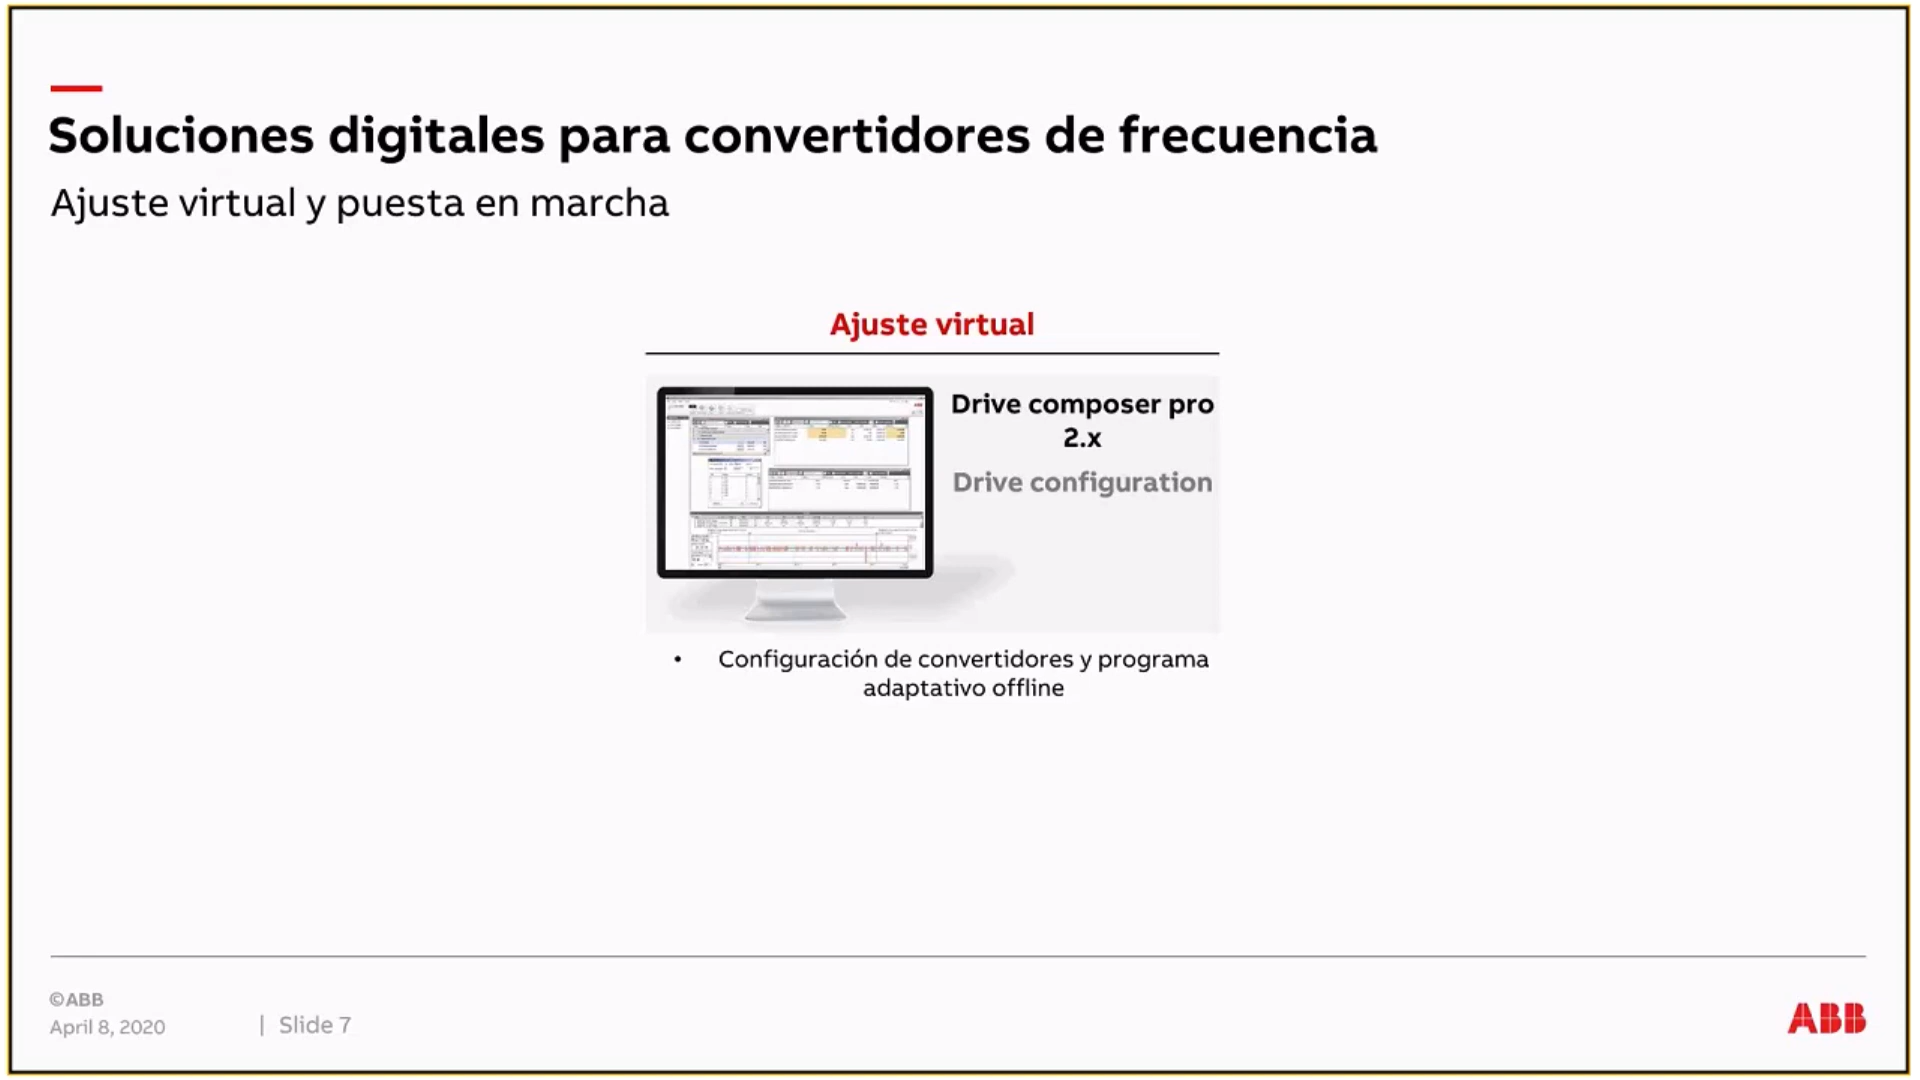 Soluciones digitales para convertidores de frecuencia
Ajuste virtual y puesta en marcha
Ajuste virtual
Drive composer pro
2.x
Drive configuration
• Configuración de convertidores y programa
adaptativo offline
©ABB
April 8, 2020 | Slide 7
ABB